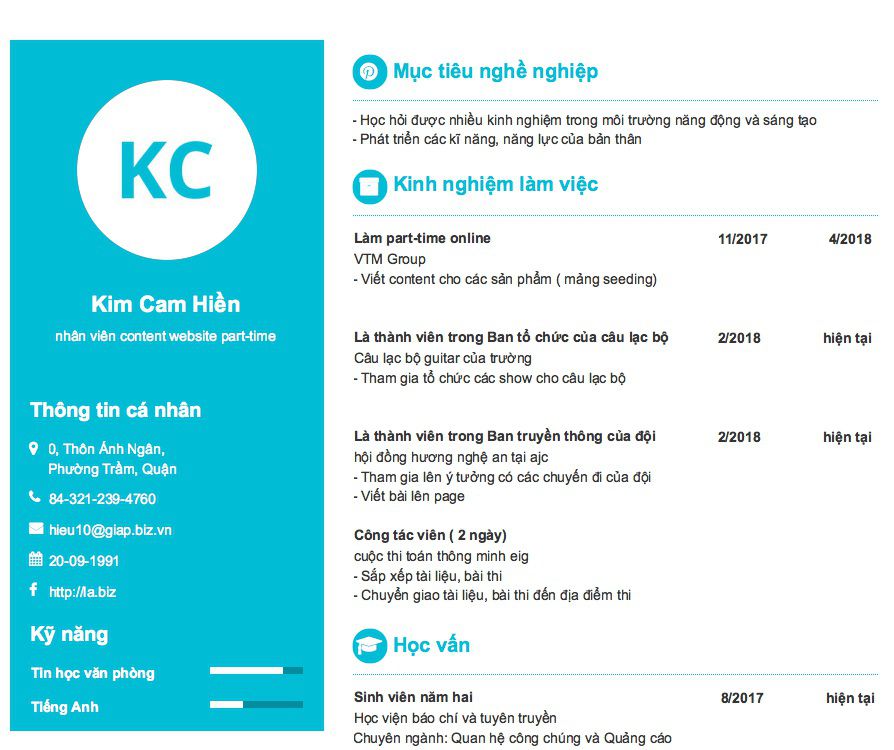 KC
Kim Cam Hiền
nhân viên content website part-time
Thông tin cá nhân
0, Thôn Ánh Ngân,
Phường Trầm, Quận
84-321-239-4760
hieu10@giap.biz.vn
20-09-1991
http://la.biz
Kỹ năng
Tin học văn phòng
Tiếng Anh
Mục tiêu nghề nghiệp
- Học hỏi được nhiều kinh nghiệm trong môi trường năng động và sáng tạo
- Phát triển các kĩ năng, năng lực của bản thân
Kinh nghiệm làm việc
Làm part-time online 11/2017 4/2018
VTM Group
- Viết content cho các sản phẩm ( mảng seeding)
Là thành viên trong Ban tổ chức của câu lạc bộ 2/2018 hiện tại
Câu lạc bộ guitar của trường
- Tham gia tổ chức các show cho câu lạc bộ
Là thành viên trong Ban truyền thông của đội 2/2018 hiện tại
hội đồng hương nghệ an tại ajc
- Tham gia lên ý tưởng có các chuyến đi của đội
- Viết bài lên page
Công tác viên ( 2 ngày)
cuộc thi toán thông minh eig
- Sắp xếp tài liệu, bài thi
- Chuyển giao tài liệu, bài thi đến địa điểm thi
Học vấn
Sinh viên năm hai 8/2017 hiện tại
Học viện báo chí và tuyên truyền
Chuyên ngành: Quan hệ công chúng và Quảng cáo